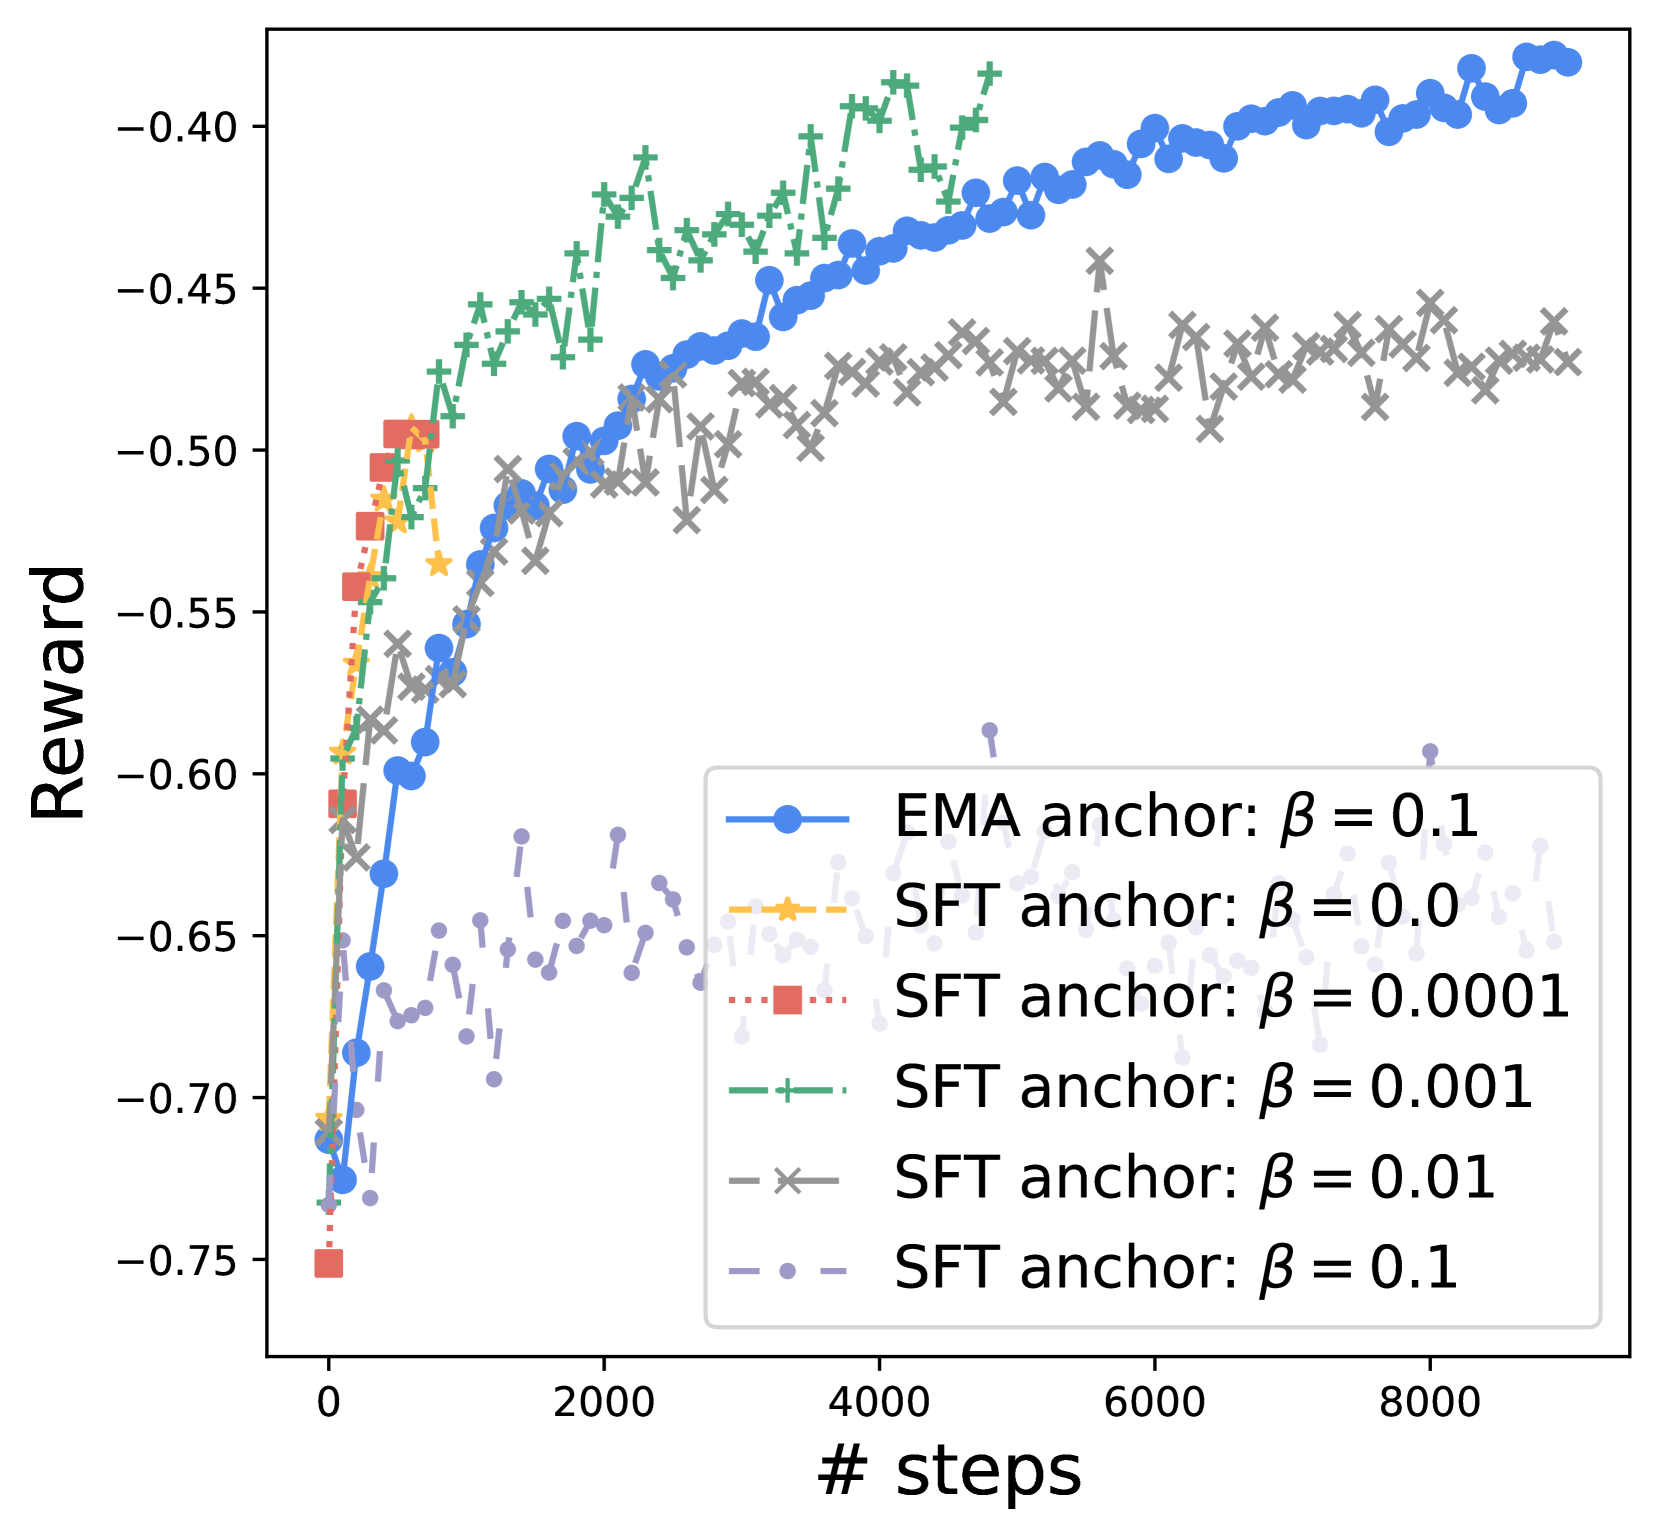 Reward
−0.40
−0.45
−0.50
−0.55
−0.60
−0.65
−0.70
−0.75
EMA anchor: β = 0.1
SFT anchor: β = 0.0
SFT anchor: β = 0.0001
SFT anchor: β = 0.001
SFT anchor: β = 0.01
SFT anchor: β = 0.1
0 2000 4000 6000 8000
# steps